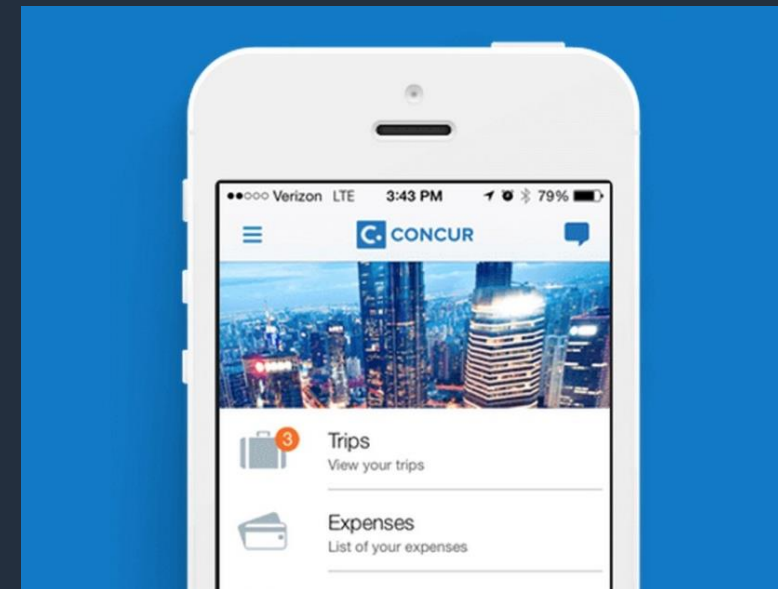 Verizon LTE 3:43 PM 79%
C. CONCUR
3
Trips
View your trips
Expenses
List of your expenses